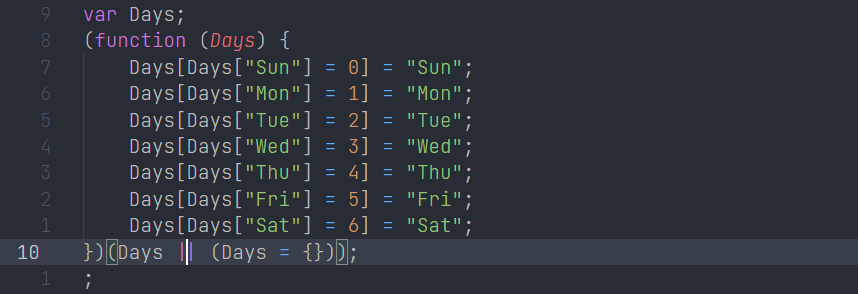 9 var Days;
8 (function (Days) {
7 Days[Days["Sun"] = 0] = "Sun";
6 Days[Days["Mon"] = 1] = "Mon";
5 Days[Days["Tue"] = 2] = "Tue";
4 Days[Days["Wed"] = 3] = "Wed";
3 Days[Days["Thu"] = 4] = "Thu";
2 Days[Days["Fri"] = 5] = "Fri";
1 Days[Days["Sat"] = 6] = "Sat";
10 })(Days || (Days = {}));
1 ;